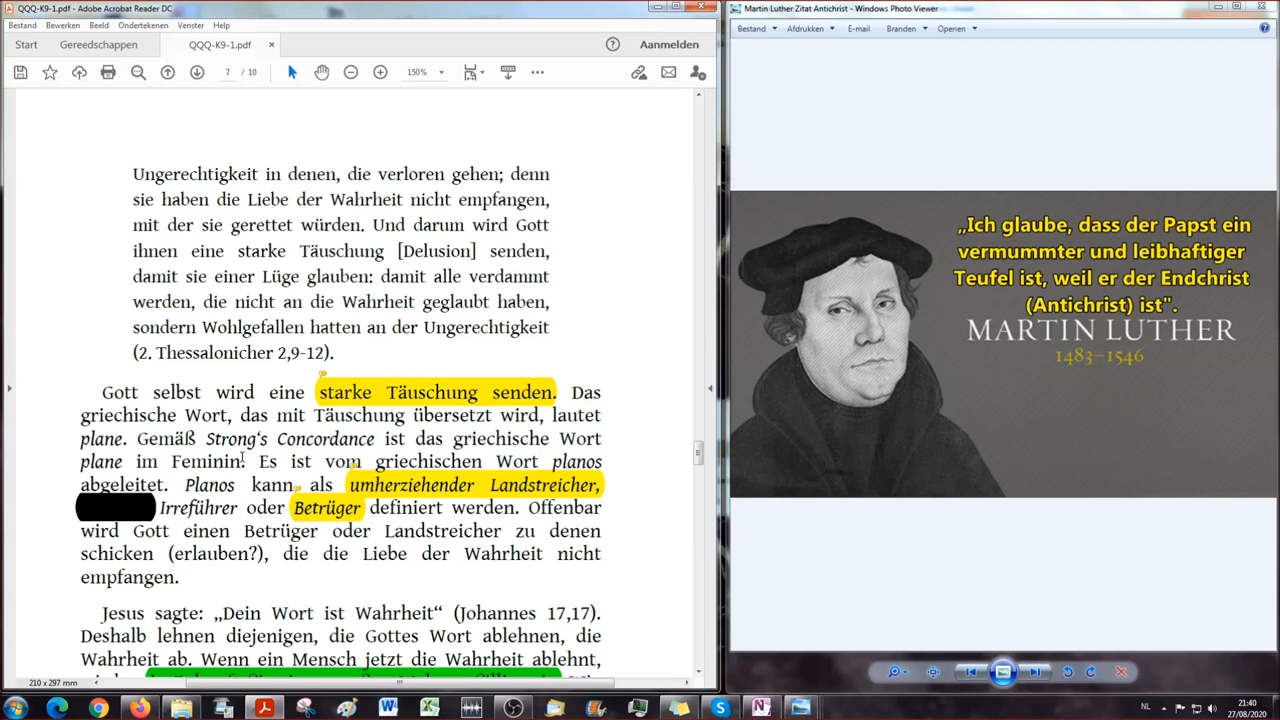 QQQ-K9-1.pdf - Adobe Acrobat Reader DC
Bestand Bewerken Beeld Ondertekenen Venster Help
Start Gereedschappen QQQ-K9-1.pdf × Aanmelden
7 / 10 150%
Ungerechtigkeit in denen, die verloren gehen; denn
sie haben die Liebe der Wahrheit nicht empfangen,
mit der sie gerettet würden. Und darum wird Gott
ihnen eine starke Täuschung [Delusion] senden,
damit sie einer Lüge glauben: damit alle verdammt
werden, die nicht an die Wahrheit geglaubt haben,
sondern Wohlgefallen hatten an der Ungerechtigkeit
(2. Thessalonicher 2,9-12).
Gott selbst wird eine starke Täuschung senden. Das
griechische Wort, das mit Täuschung übersetzt wird, lautet
plane. Gemäß Strong's Concordance ist das griechische Wort
plane im Feminin. Es ist vom griechischen Wort planos
abgeleitet. Planos kann als umherziehender Landstreicher,
Irreführer oder Betrüger definiert werden. Offenbar
wird Gott einen Betrüger oder Landstreicher zu denen
schicken (erlauben?), die die Liebe der Wahrheit nicht
empfangen.
Jesus sagte: „Dein Wort ist Wahrheit“ (Johannes 17,17).
Deshalb lehnen diejenigen, die Gottes Wort ablehnen, die
Wahrheit ab. Wenn ein Mensch jetzt die Wahrheit ablehnt,
210 x 297 mm
Martin Luther Zitat Antichrist - Windows Photo Viewer
Bestand Afdrukken E-mail Branden Openen
„Ich glaube, dass der Papst ein
vermummter und leibhaftiger
Teufel ist, weil er der Endchrist
(Antichrist) ist".
MARTIN LUTHER
1483–1546
NL
21:40
27/08/2020